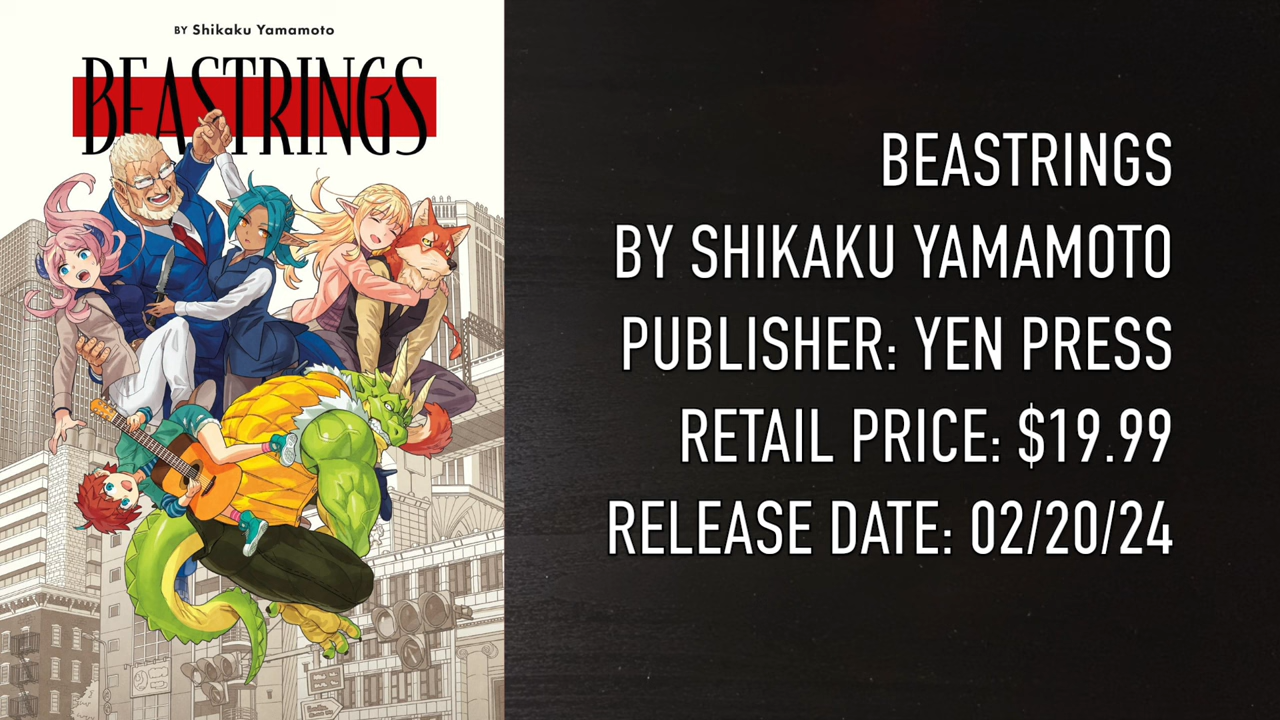 BY Shikaku Yamamoto
BEASTRINGS
BEASTRINGS
BY SHIKAKU YAMAMOTO
PUBLISHER: YEN PRESS
RETAIL PRICE: $19.99
RELEASE DATE: 02/20/24